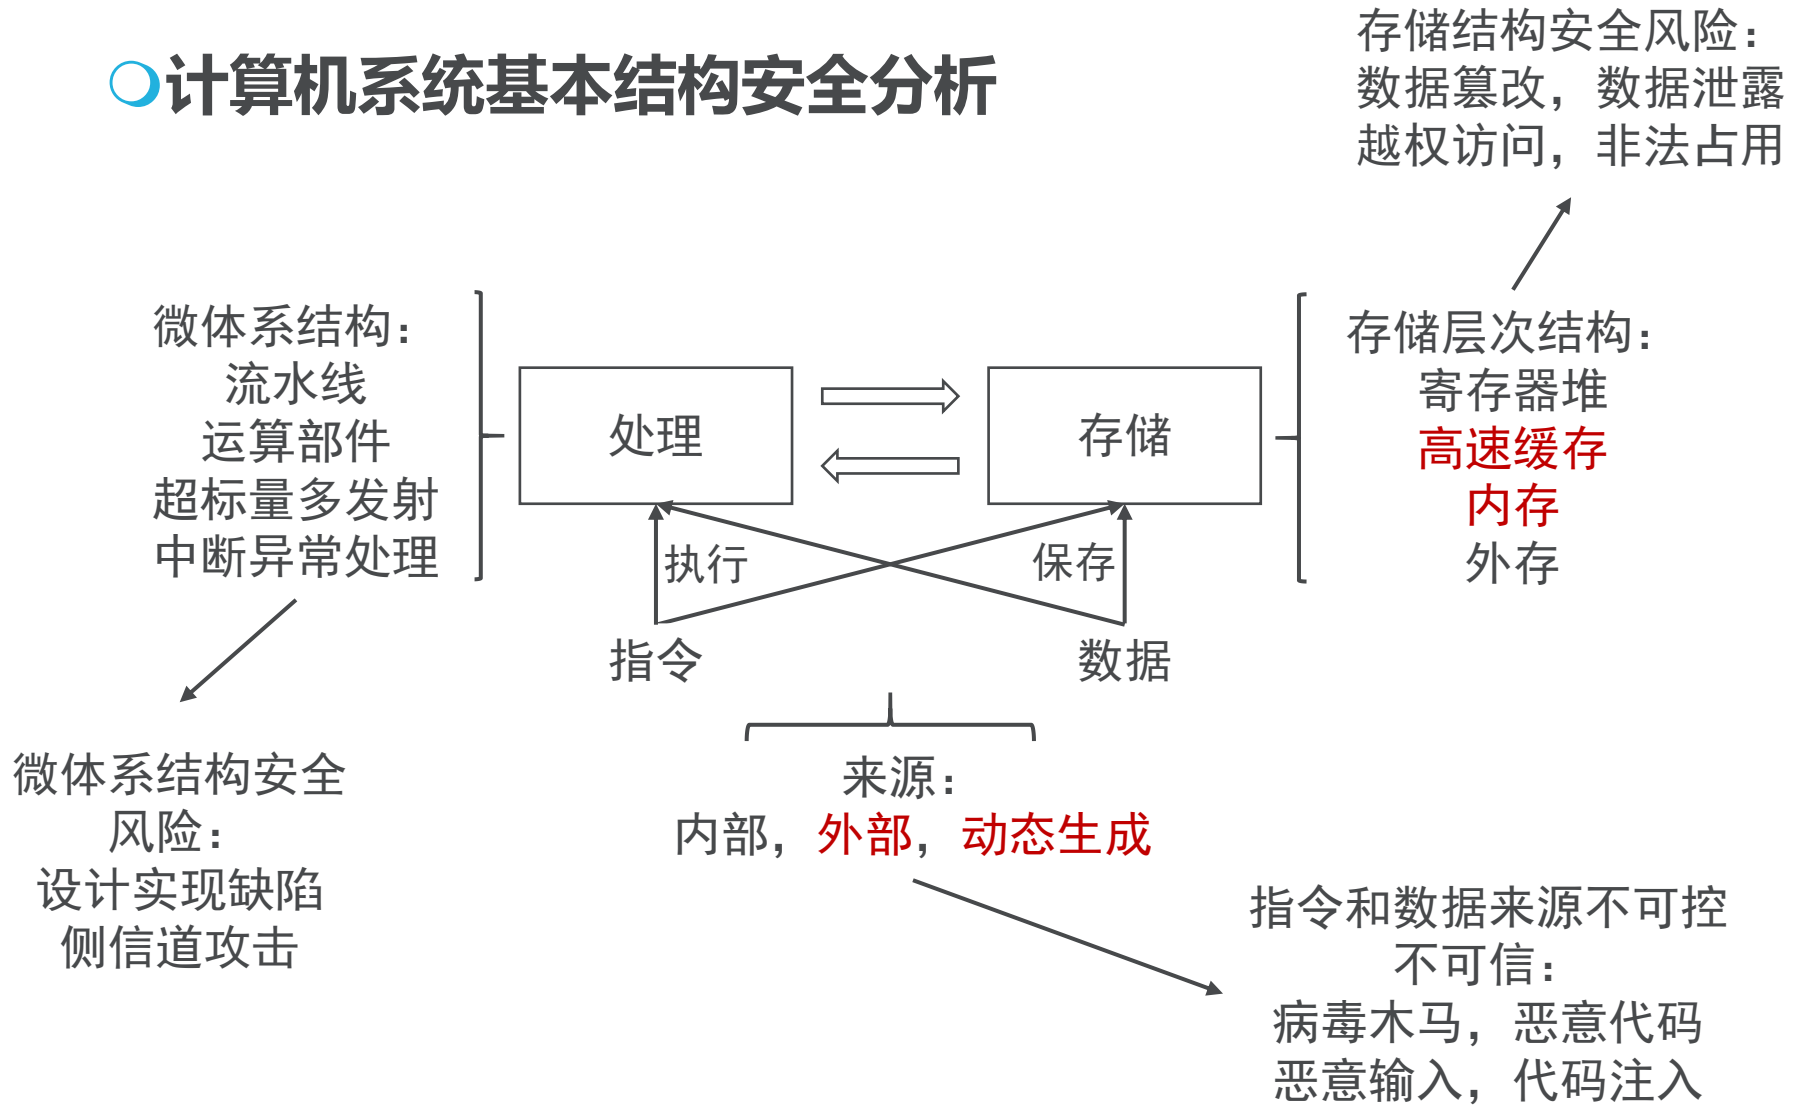 计算机系统基本结构安全分析
存储结构安全风险：
数据篡改，数据泄露
越权访问，非法占用
微体系结构：
流水线
运算部件
超标量多发射
中断异常处理
处理
存储
存储层次结构：
寄存器堆
高速缓存
内存
外存
执行
保存
指令
数据
微体系结构安全
风险：
设计实现缺陷
侧信道攻击
来源：
内部，外部，动态生成
指令和数据来源不可控
不可信：
病毒木马，恶意代码
恶意输入，代码注入